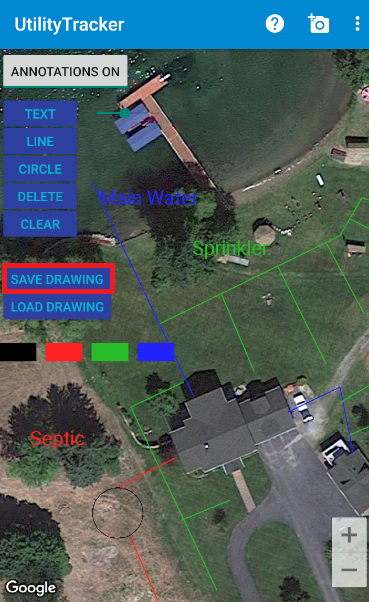 UtilityTracker
ANNOTATIONS ON
TEXT
LINE
CIRCLE
DELETE
CLEAR
Main Water
Sprinkler
SAVE DRAWING
LOAD DRAWING
Septic
+
−
Google